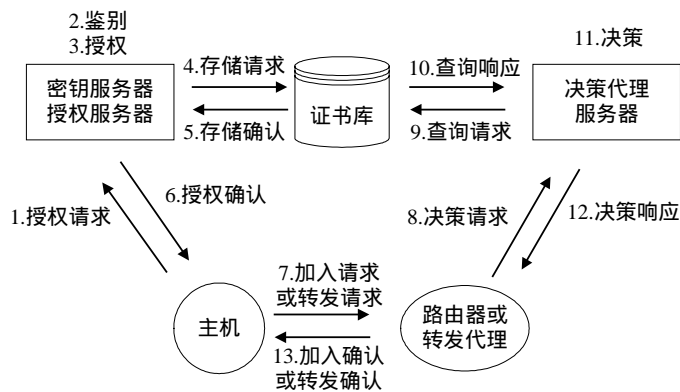 2.鉴别
3.授权
密钥服务器
授权服务器
4.存储请求
5.存储确认
证书库
10.查询响应
9.查询请求
11.决策
决策代理
服务器
1.授权请求
6.授权确认
8.决策请求
12.决策响应
主机
7.加入请求
或转发请求
13.加入确认
或转发确认
路由器或
转发代理